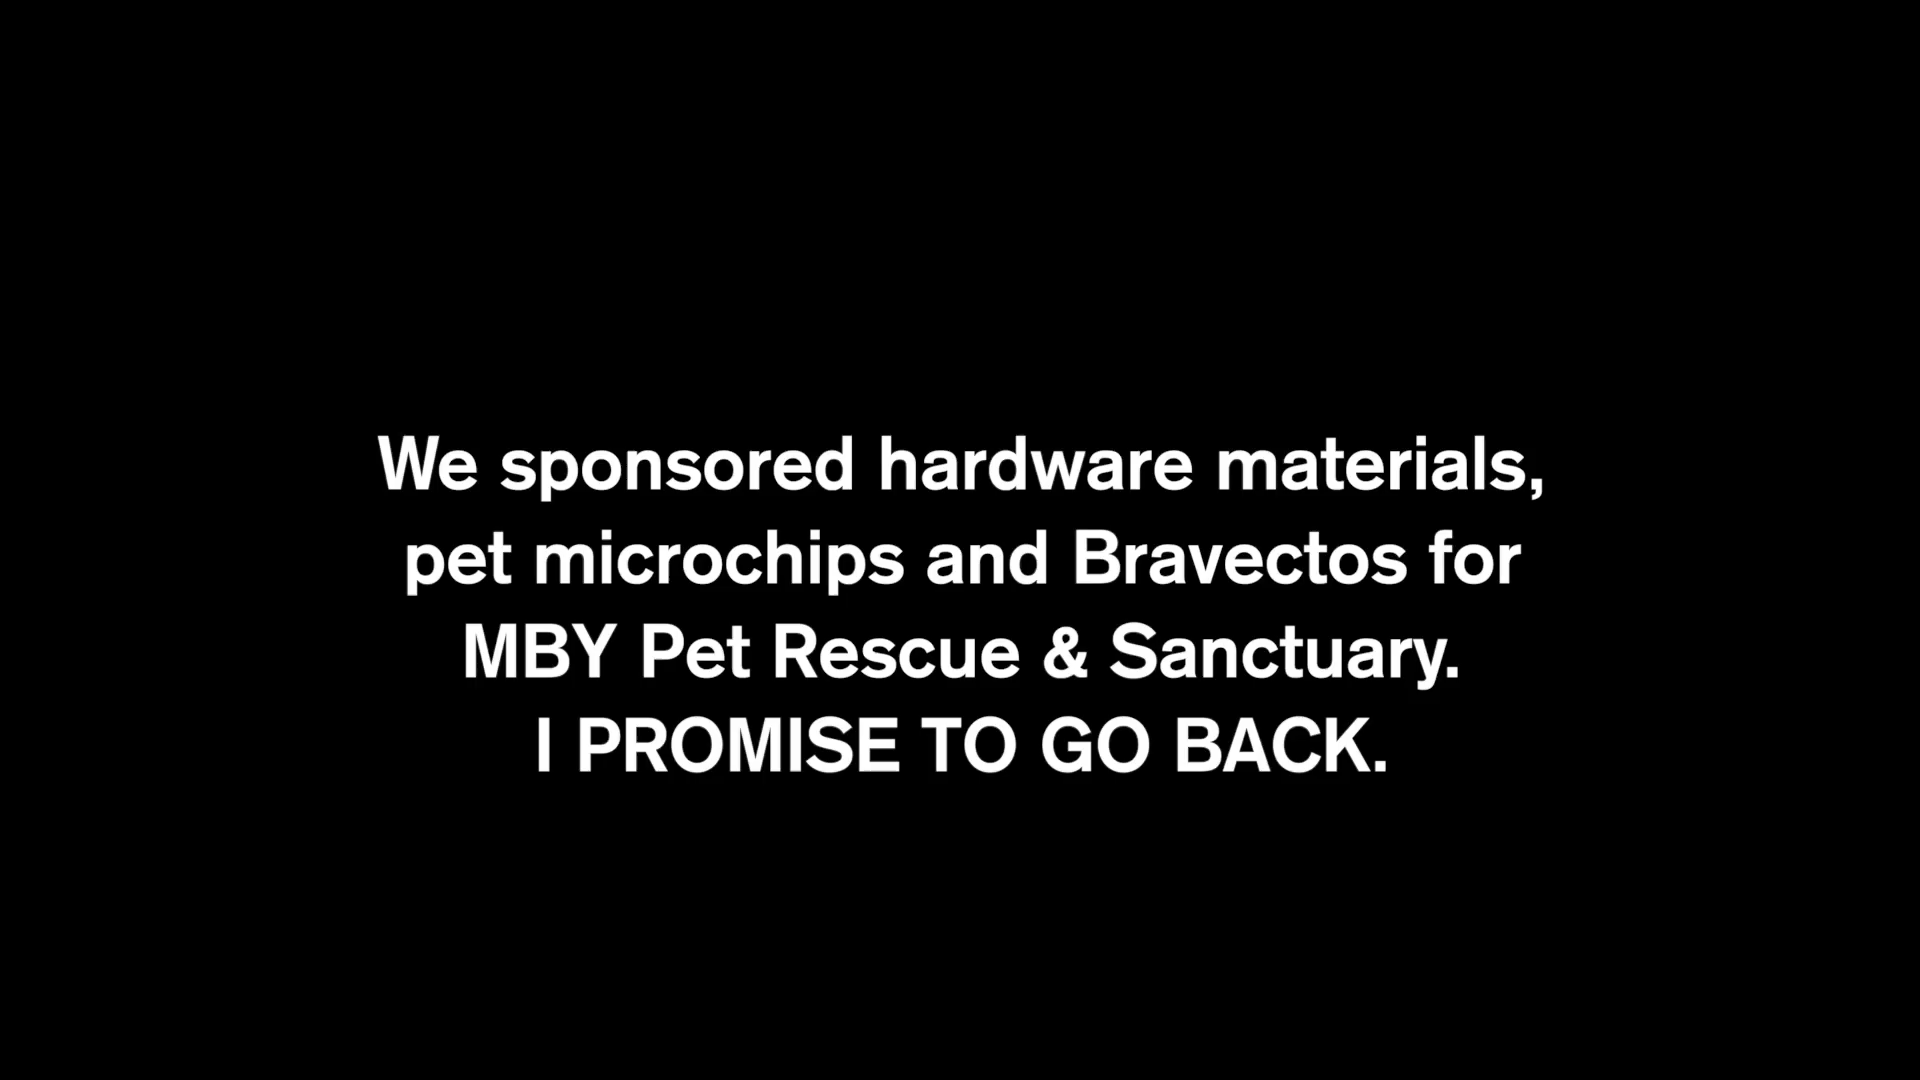 We sponsored hardware materials,
pet microchips and Bravectos for
MBY Pet Rescue & Sanctuary.
I PROMISE TO GO BACK.